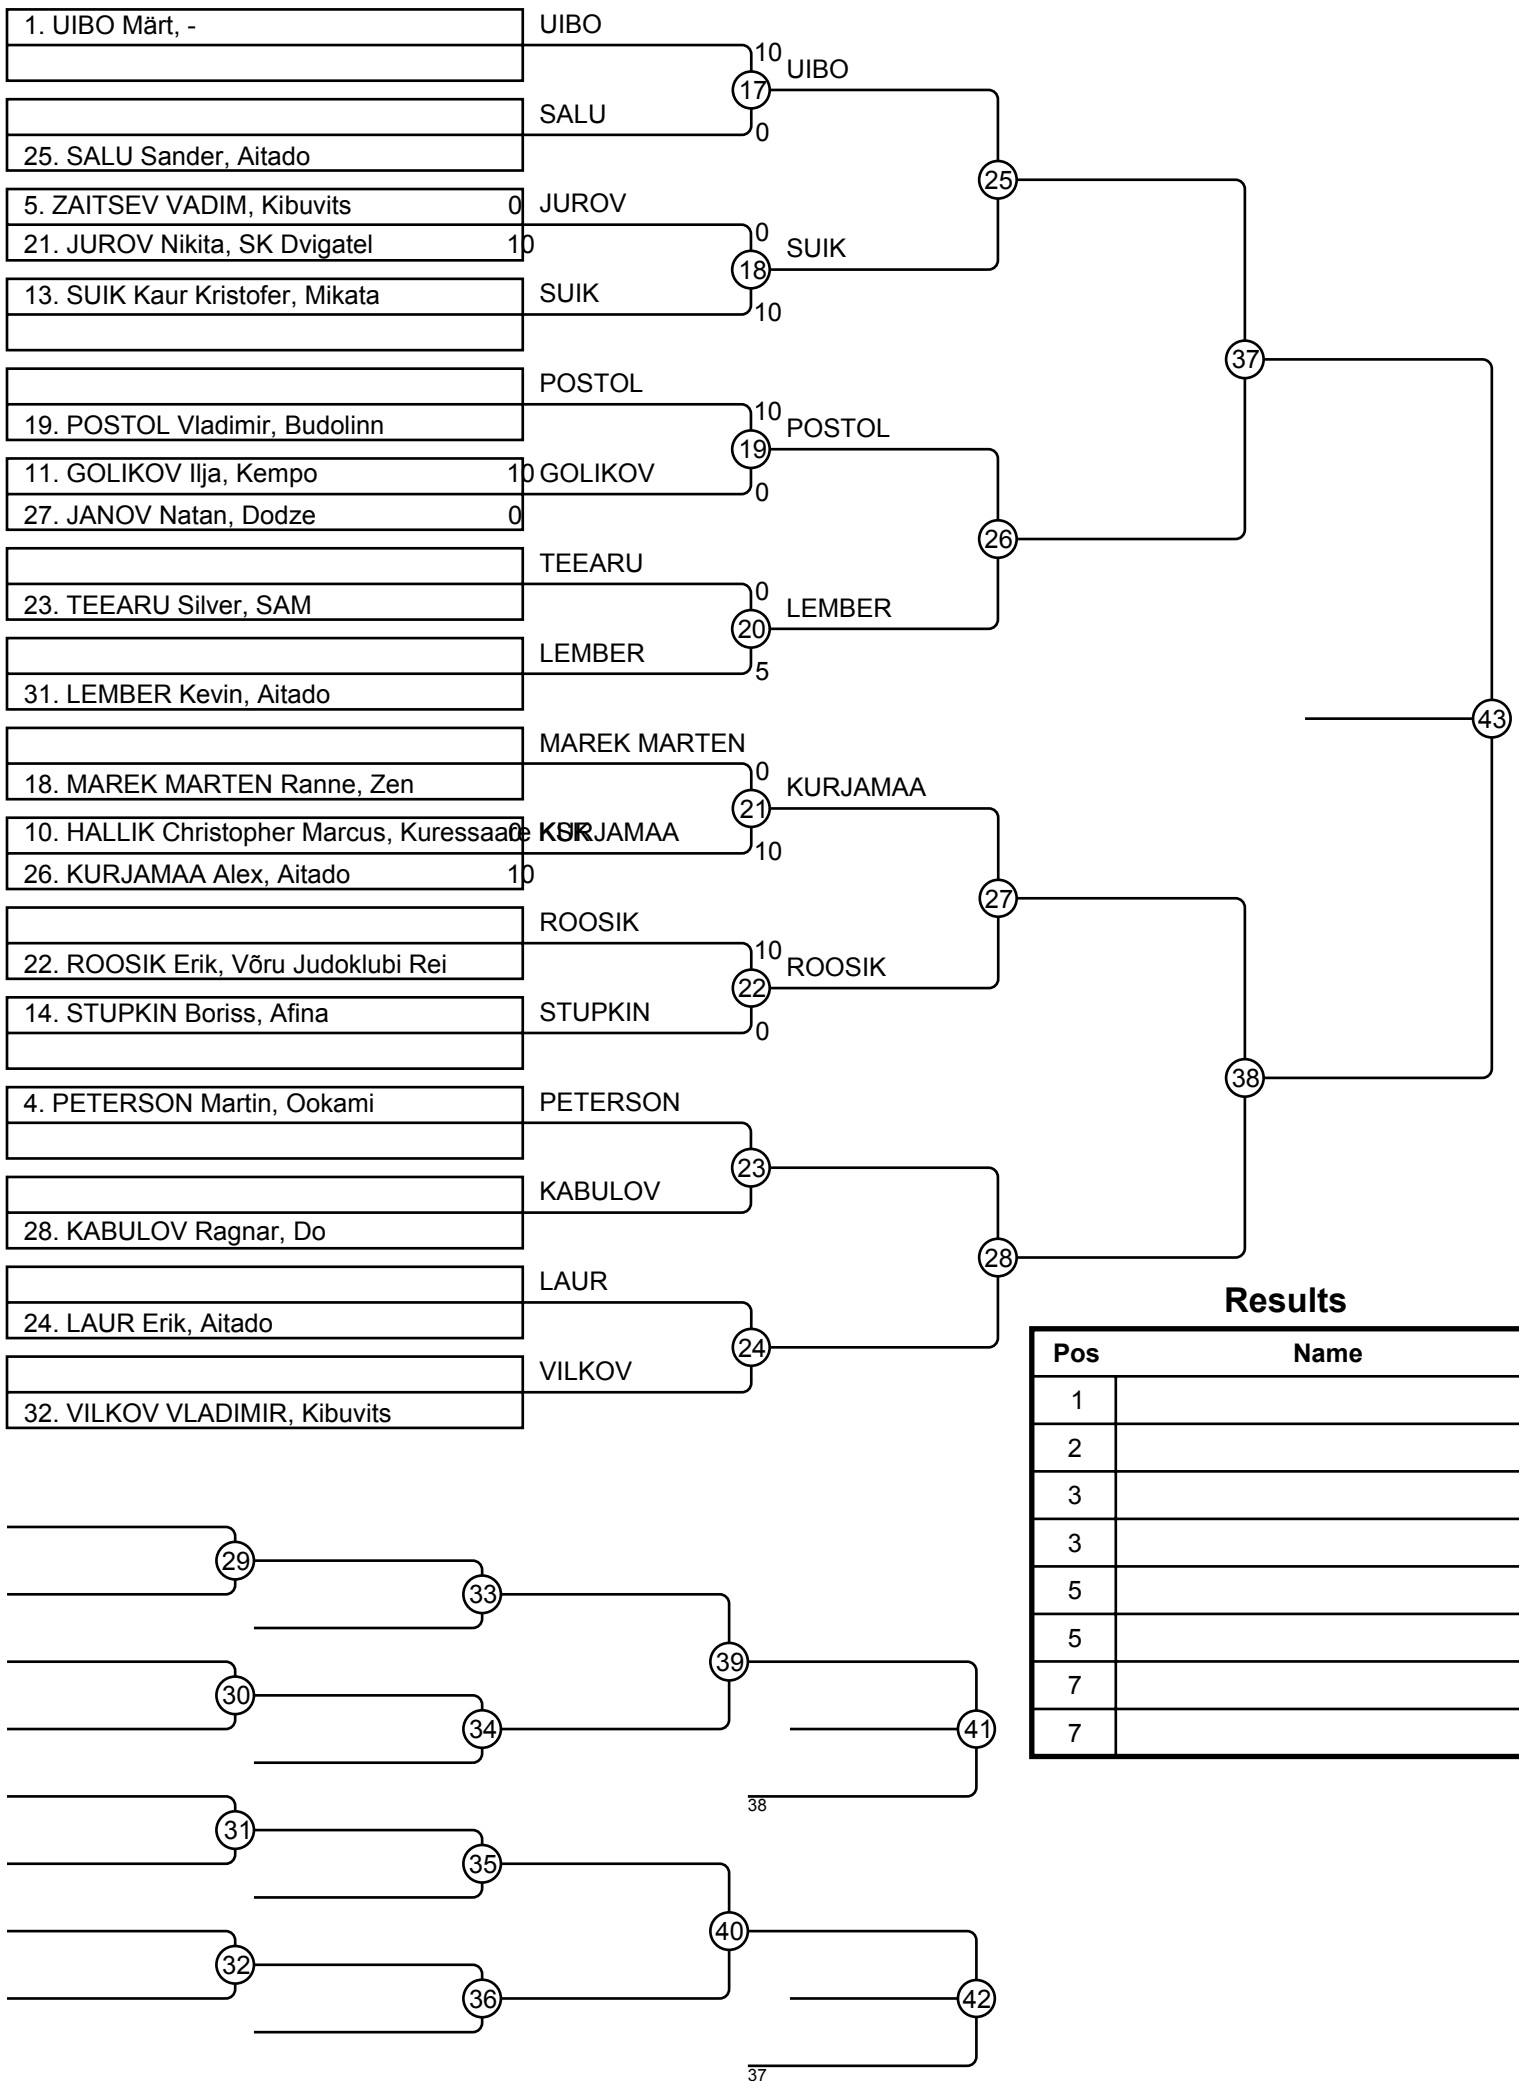 1. UIBO Märt, -
UIBO
10
UIBO
17
SALU
0
25. SALU Sander, Aitado
25
5. ZAITSEV VADIM, Kibuvits 0
JUROV
21. JUROV Nikita, SK Dvigatel 10
0
SUIK
18
13. SUIK Kaur Kristofer, Mikata
SUIK
10
37
POSTOL
19. POSTOL Vladimir, Budolinn
10
POSTOL
19
11. GOLIKOV Ilja, Kempo 10
GOLIKOV
0
27. JANOV Natan, Dodze 0
26
TEEARU
23. TEEARU Silver, SAM
0
LEMBER
20
LEMBER
5
31. LEMBER Kevin, Aitado
43
MAREK MARTEN
18. MAREK MARTEN Ranne, Zen
0
KURJAMAA
21
10. HALLIK Christopher Marcus, Kuressaare KSK 0
KURJAMAA
10
26. KURJAMAA Alex, Aitado 10
27
ROOSIK
22. ROOSIK Erik, Võru Judoklubi Rei
10
ROOSIK
22
14. STUPKIN Boriss, Afina
STUPKIN
0
38
4. PETERSON Martin, Ookami
PETERSON
23
KABULOV
28. KABULOV Ragnar, Do
28
LAUR
24. LAUR Erik, Aitado
24
VILKOV
32. VILKOV VLADIMIR, Kibuvits
Results
Pos Name
1
2
3
3
5
5
7
7
29
33
39
30
34
41
38
31
35
40
32
36
42
37